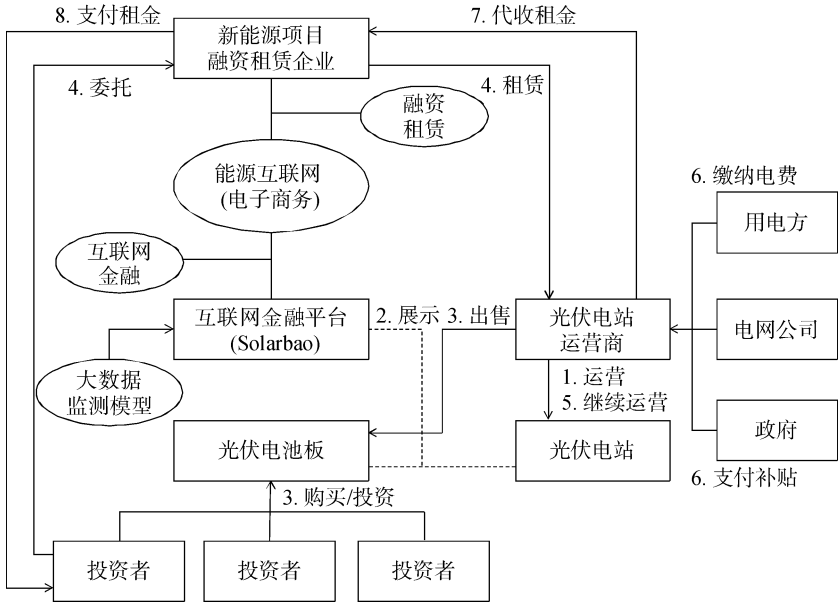 8. 支付租金
新能源项目
融资租赁企业
7. 代收租金
4. 委托
4. 租赁
融资
租赁
能源互联网
(电子商务)
6. 缴纳电费
用电方
互联网
金融
互联网金融平台
(Solarbao)
2. 展示
3. 出售
光伏电站
运营商
电网公司
大数据
监测模型
1. 运营
5. 继续运营
光伏电池板
光伏电站
政府
6. 支付补贴
3. 购买/投资
投资者
投资者
投资者